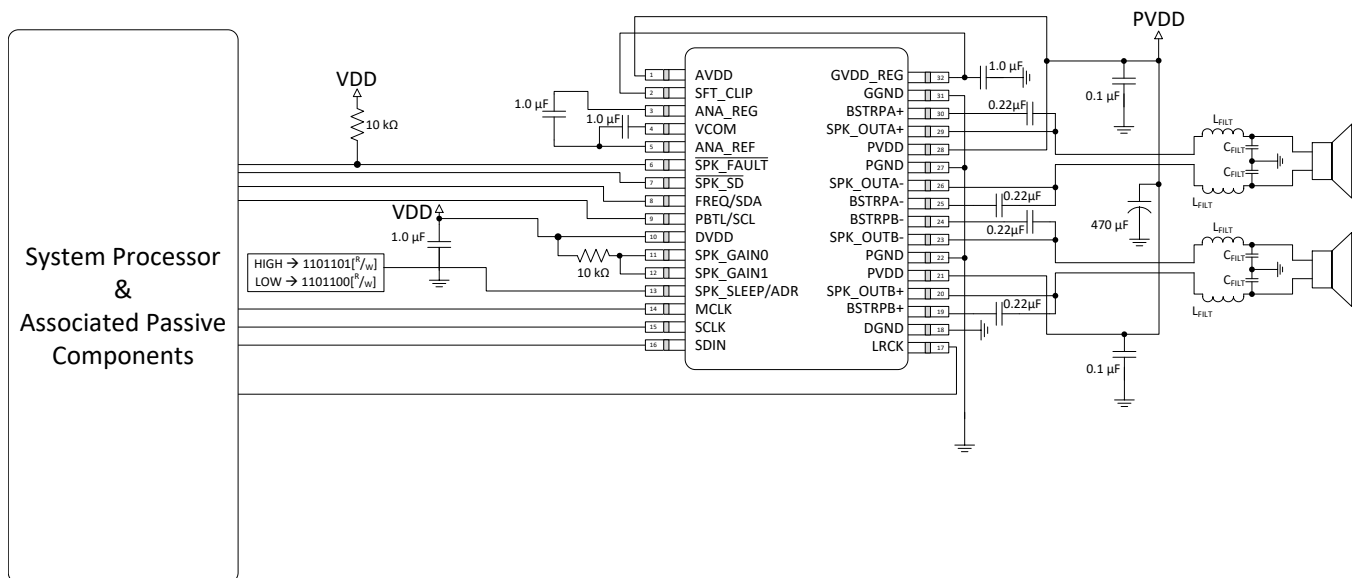 System Processor
&
Associated Passive
Components
VDD
10 kΩ
VDD
1.0 µF
HIGH → 1101101[R/W]
LOW → 1101100[R/W]
1.0 µF
1.0 µF
10 kΩ
1 AVDD
2 SFT_CLIP
3 ANA_REG
4 VCOM
5 ANA_REF
6 SPK_FAULT
7 SPK_SD
8 FREQ/SDA
9 PBTL/SCL
10 DVDD
11 SPK_GAIN0
12 SPK_GAIN1
13 SPK_SLEEP/ADR
14 MCLK
15 SCLK
16 SDIN
GVDD_REG 32
GGND 31
BSTRPA+ 30
SPK_OUTA+ 29
PVDD 28
PGND 27
SPK_OUTA- 26
BSTRPA- 25
BSTRPB- 24
SPK_OUTB- 23
PGND 22
PVDD 21
SPK_OUTB+ 20
BSTRPB+ 19
DGND 18
LRCK 17
1.0 µF
0.22µF
0.22µF
0.22µF
0.22µF
PVDD
0.1 µF
470 µF
0.1 µF
LFILT
CFILT
CFILT
LFILT
LFILT
CFILT
CFILT
LFILT